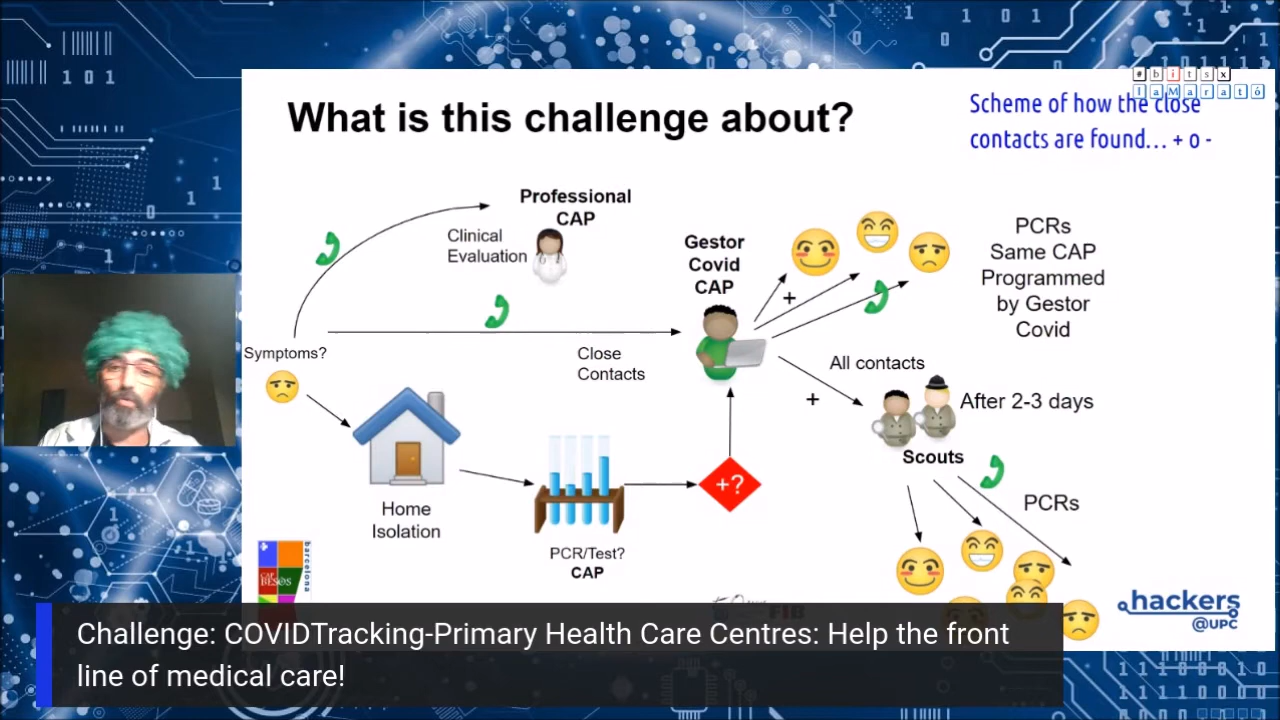 # b i t s x
l a M a r a t ó
What is this challenge about?
Scheme of how the close
contacts are found... + o -
Professional
CAP
Clinical
Evaluation
Gestor
Covid
CAP
PCRs
Same CAP
Programmed
by Gestor
Covid
+
Symptoms?
Close
Contacts
All contacts
+
After 2-3 days
Scouts
Home
Isolation
+?
PCRs
PCR/Test?
CAP
barcelona
CAP
BESÒS
FIB
hackers
@UPC
Challenge: COVIDTracking-Primary Health Care Centres: Help the front
line of medical care!